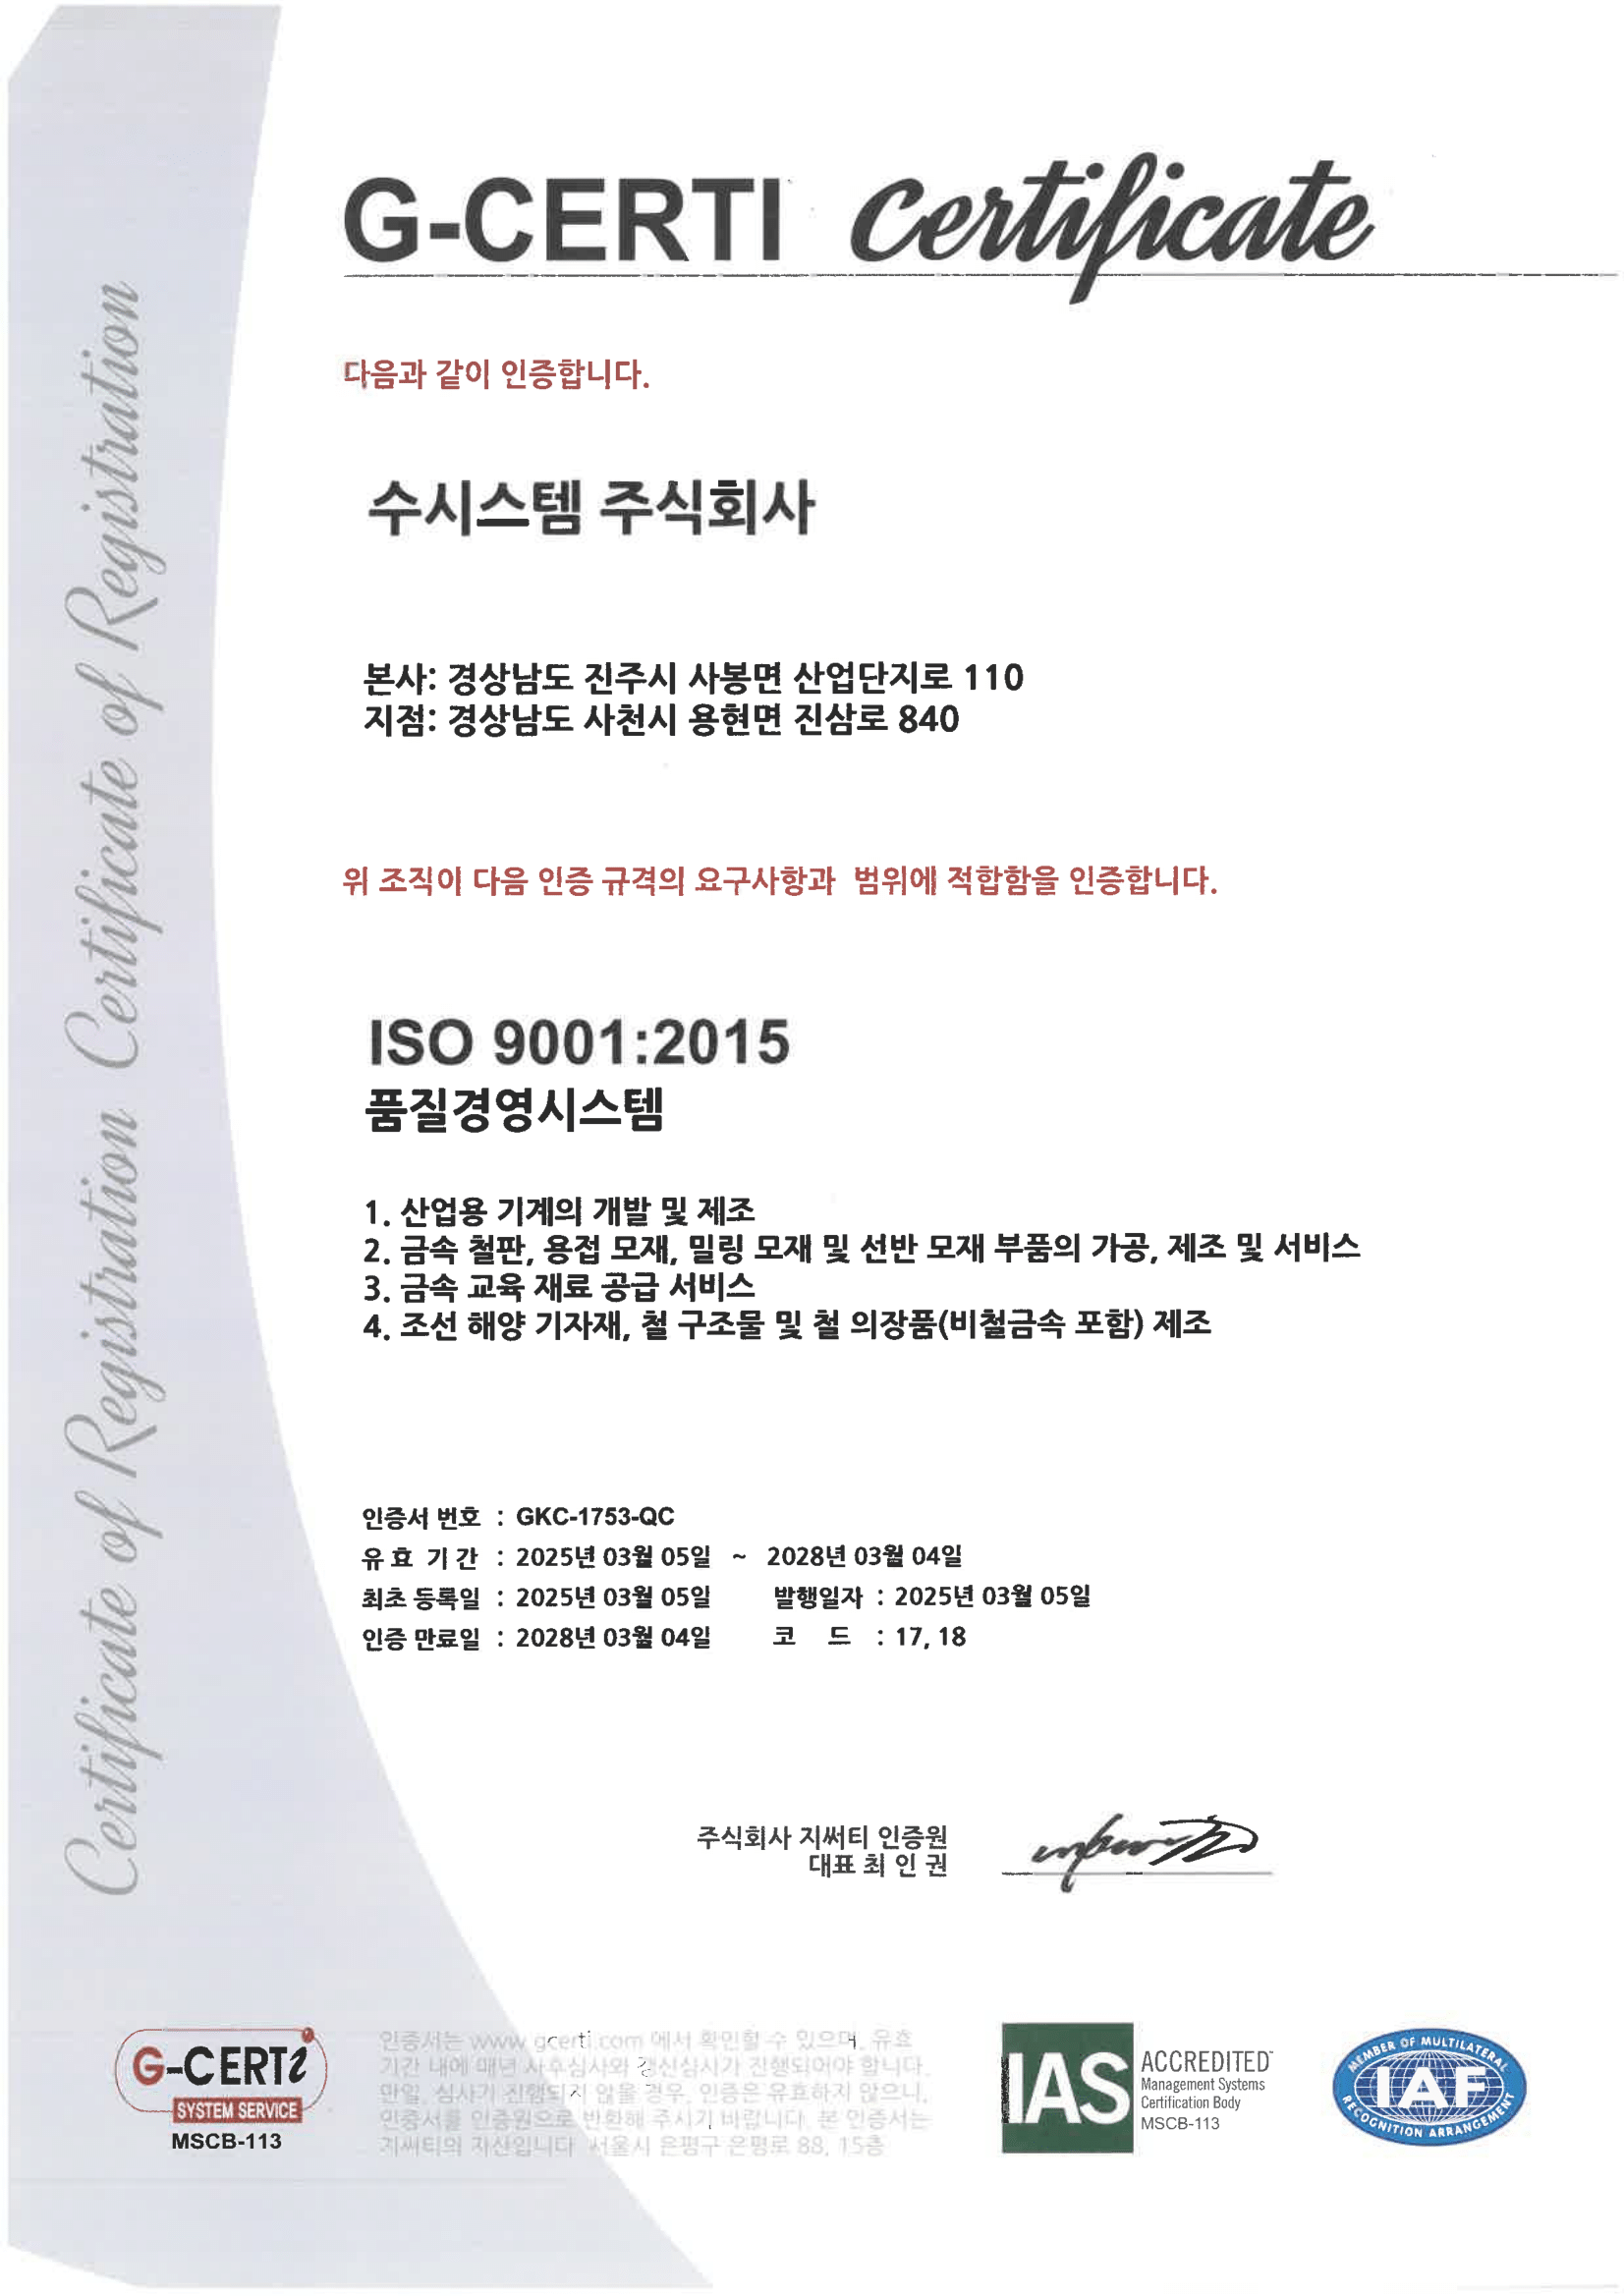 G-CERTI Certificate
다음과 같이 인증합니다.
수시스템 주식회사
본사: 경상남도 진주시 사봉면 산업단지로 110
지점: 경상남도 사천시 용현면 진삼로 840
위 조직이 다음 인증 규격의 요구사항과 범위에 적합함을 인증합니다.
ISO 9001:2015
품질경영시스템
1. 산업용 기계의 개발 및 제조
2. 금속 철판, 용접 모재, 밀링 모재 및 선반 모재 부품의 가공, 제조 및 서비스
3. 금속 교육 재료 공급 서비스
4. 조선 해양 기자재, 철 구조물 및 철 의장품(비철금속 포함) 제조
인증서 번호 : GKC-1753-QC
유 효 기 간 : 2025년 03월 05일 ~ 2028년 03월 04일
최초 등록일 : 2025년 03월 05일 발행일자 : 2025년 03월 05일
인증 만료일 : 2028년 03월 04일 코 드 : 17, 18
주식회사 지써티 인증원
대표 최 인 권
Certificate of Registration Certificate of Registration
G-CERTi
SYSTEM SERVICE
MSCB-113
인증서는 www.gcerti.com 에서 확인할 수 있으며, 유효
기간 내에 매년 사후심사와 갱신심사가 진행되어야 합니다.
만일, 심사가 진행되지 않을 경우, 인증은 유효하지 않으니,
인증서를 인증원으로 반환해 주시기 바랍니다. 본 인증서는
지써티의 자산입니다. 서울시 은평구 은평로 88, 15층
IAS
ACCREDITED™
Management Systems
Certification Body
MSCB-113
MEMBER OF MULTILATERAL
IAF
RECOGNITION ARRANGEMENT